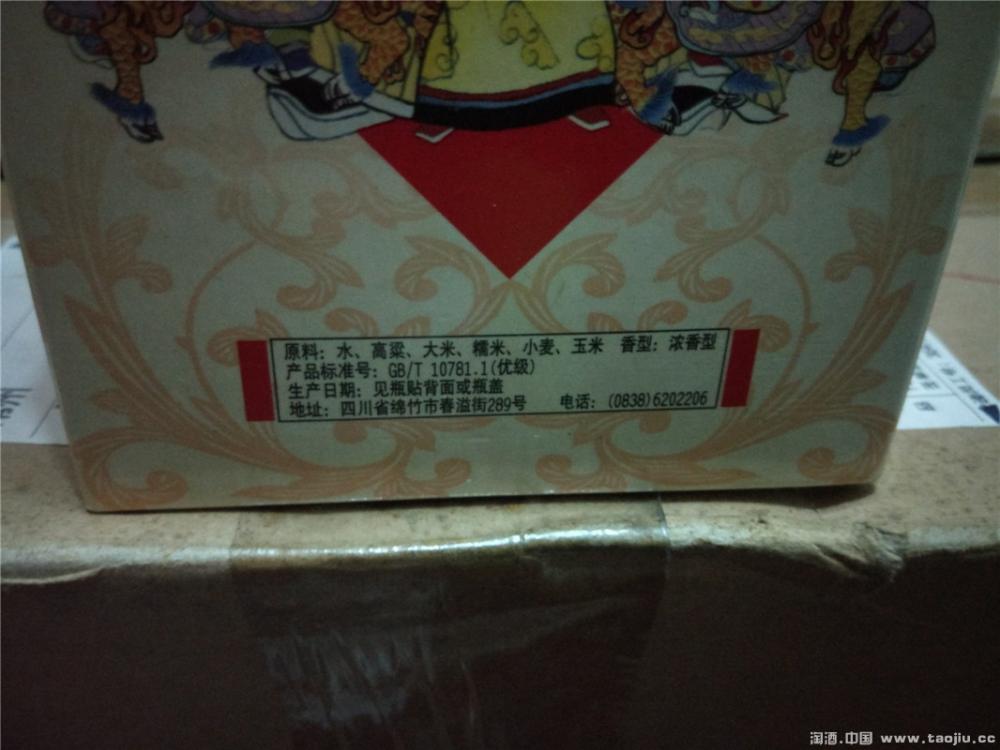 原料：水、高粱、大米、糯米、小麦、玉米 香型：浓香型
产品标准号：GB/T 10781.1(优级)
生产日期：见瓶贴背面或瓶盖
地址：四川省绵竹市春溢街289号 电话：(0838)6202206
淘酒.中国 www.taojiu.cc